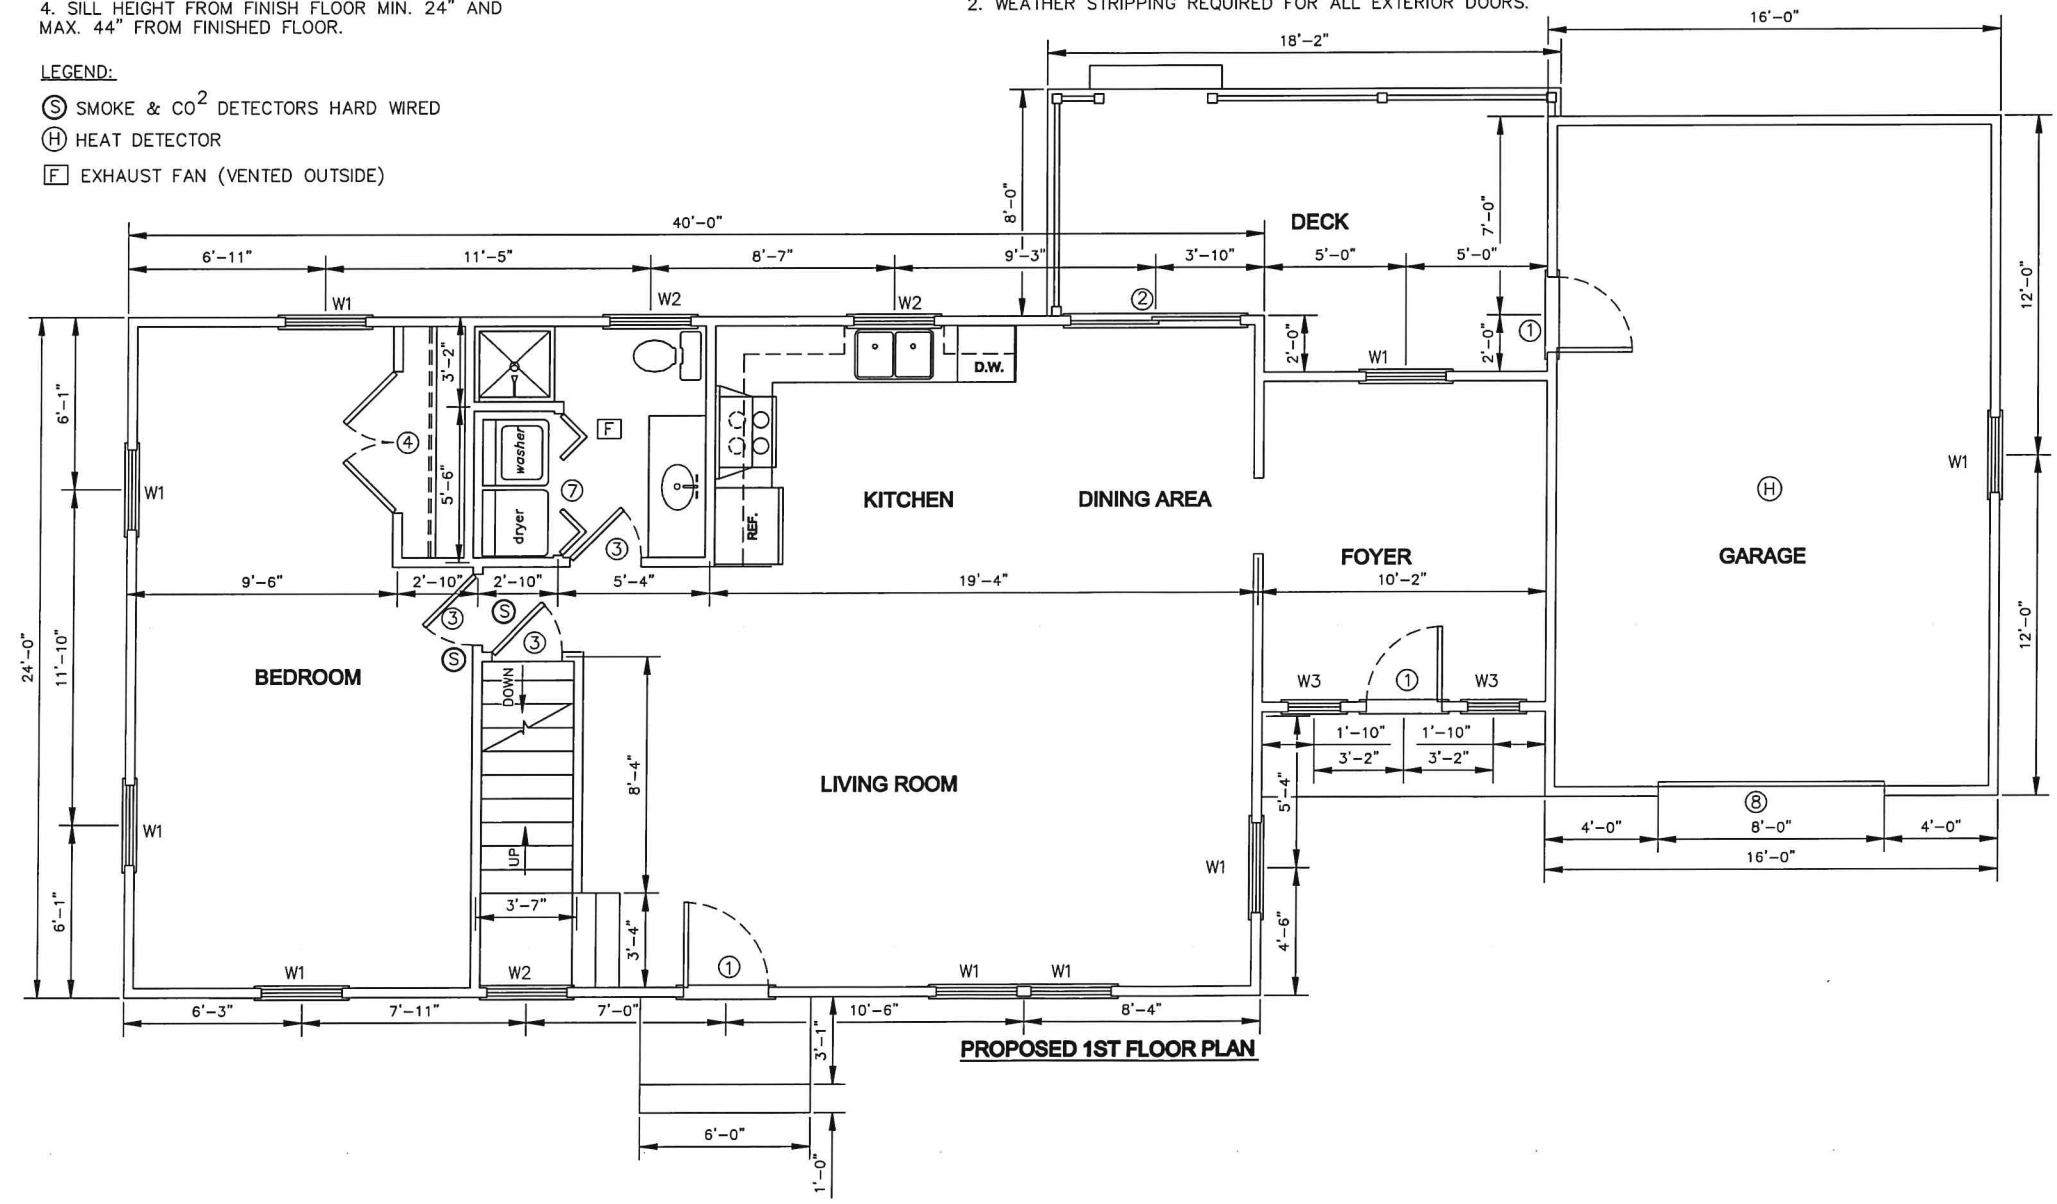 4. SILL HEIGHT FROM FINISH FLOOR MIN. 24" AND
MAX. 44" FROM FINISHED FLOOR.
2. WEATHER STRIPPING REQUIRED FOR ALL EXTERIOR DOORS.
LEGEND:
S SMOKE & CO2 DETECTORS HARD WIRED
H HEAT DETECTOR
F EXHAUST FAN (VENTED OUTSIDE)
16'-0"
18'-2"
8'-0"
DECK
7'-0"
40'-0"
6'-11" 11'-5" 8'-7" 9'-3" 3'-10" 5'-0" 5'-0"
12'-0"
W1 W2 W2 2
2'-0" W1 2'-0" 1
6'-1"
3'-2"
D.W.
4
5'-6"
washer
F
W1
7
dryer
3
REF.
KITCHEN DINING AREA
H
W1
FOYER
GARAGE
9'-6" 2'-10" 2'-10" 5'-4" 19'-4" 10'-2"
3 S
3
S
24'-0"
11'-10"
12'-0"
BEDROOM
DOWN
W3 1 W3
1'-10" 1'-10"
3'-2" 3'-2"
8'-4"
LIVING ROOM
5'-4"
8
4'-0" 8'-0" 4'-0"
16'-0"
W1
UP
W1
6'-1"
3'-7"
3'-4"
4'-6"
W1 W2 1 W1 W1
6'-3" 7'-11" 7'-0" 10'-6" 8'-4"
3'-1"
PROPOSED 1ST FLOOR PLAN
6'-0"
1'-0"